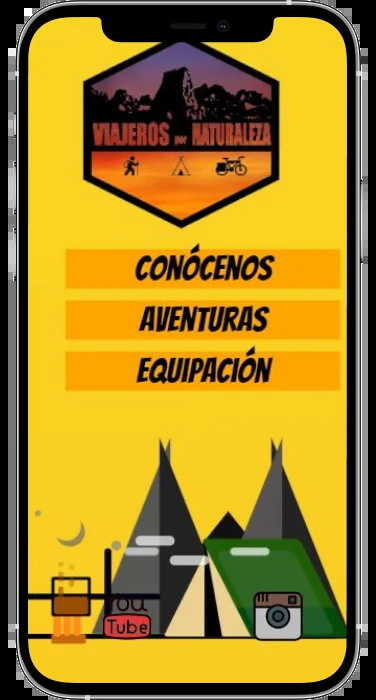 VIAJEROS POR NATURALEZA
CONÓCENOS
AVENTURAS
EQUIPACIÓN
You
Tube